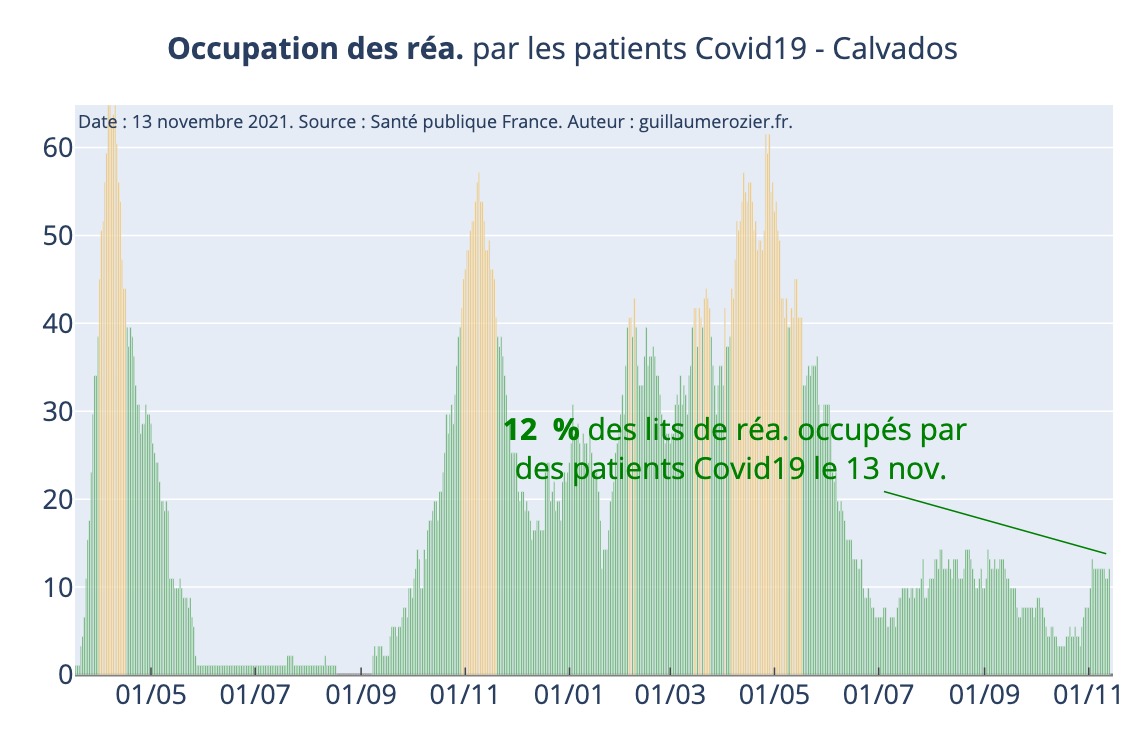 Occupation des réa. par les patients Covid19 - Calvados
Date : 13 novembre 2021. Source : Santé publique France. Auteur : guillaumerozier.fr.
60
50
40
30
12 % des lits de réa. occupés par
des patients Covid19 le 13 nov.
20
10
0
01/05 01/07 01/09 01/11 01/01 01/03 01/05 01/07 01/09 01/11